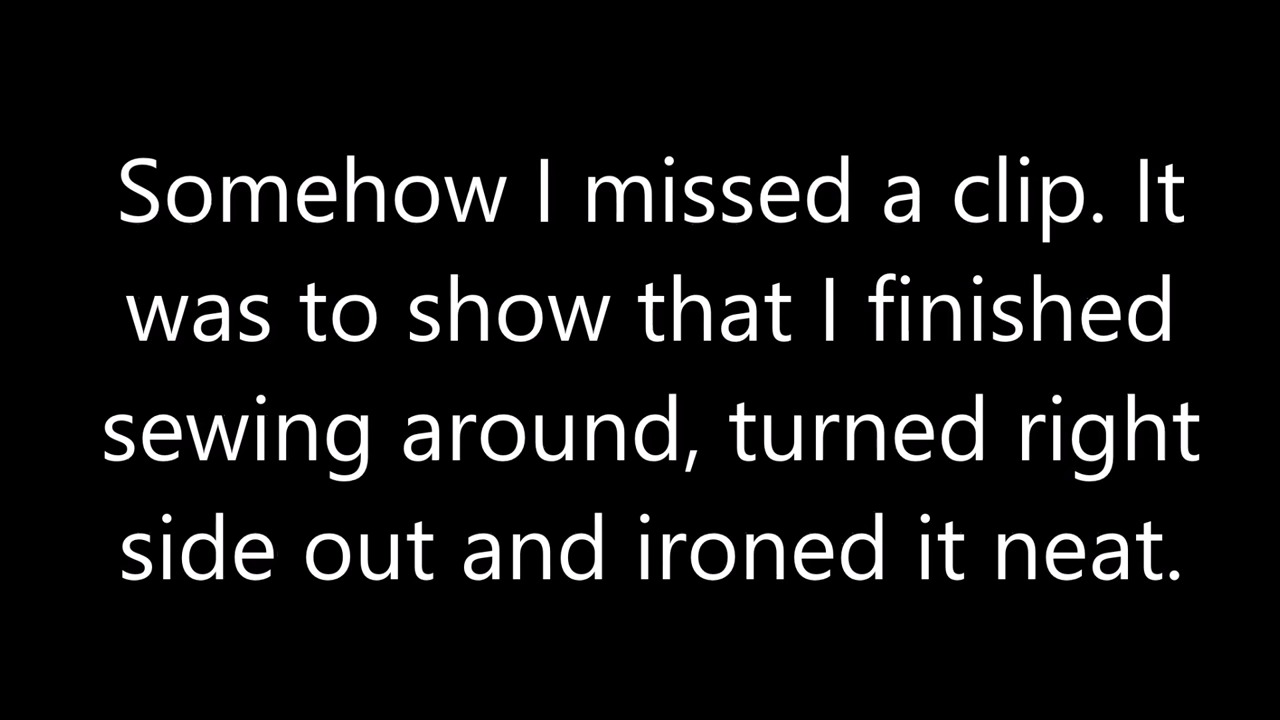 Somehow I missed a clip. It
was to show that I finished
sewing around, turned right
side out and ironed it neat.